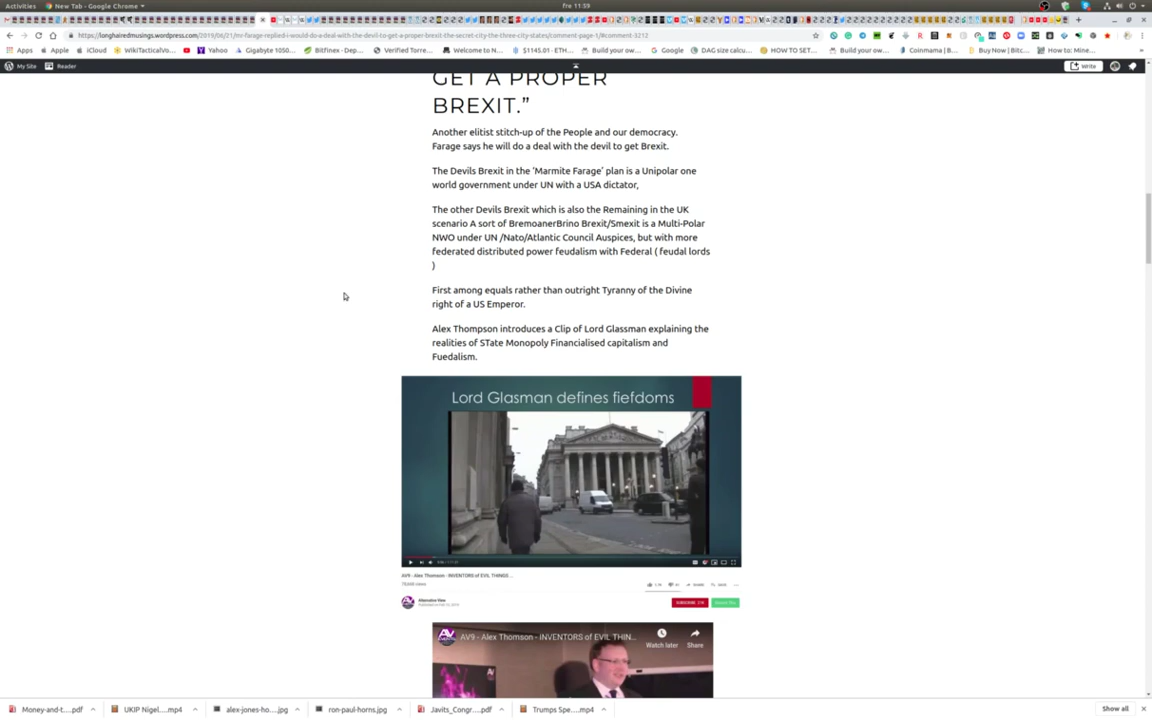 Activities
New Tab - Google Chrome
Fre 11:59
https://longhairedmusings.wordpress.com/2019/06/21/mr-farage-replied-i-would-do-a-deal-with-the-devil-to-get-a-proper-brexit-the-secret-city-the-three-city-states/comment-page-1/#comment-5212
Apps Apple iCloud WikiTacticalVo... Yahoo Gigabyte 1050... Bitfinex - Dep... Verified Torre... Welcome to N... $1145.01 - ETH... Build your own... Google DAG size calcu... HOW TO SET... Build your own... Coinmama | B... Buy Now | Bitc... How to: Mine...
My Site Reader Write
GET A PROPER
BREXIT.”
Another elitist stitch-up of the People and our democracy.
Farage says he will do a deal with the devil to get Brexit.
The Devils Brexit in the ‘Marmite Farage’ plan is a Unipolar one
world government under UN with a USA dictator,
The other Devils Brexit which is also the Remaining in the UK
scenario A sort of BremoanerBrino Brexit/Smexit is a Multi-Polar
NWO under UN /Nato/Atlantic Council Auspices, but with more
federated distributed power feudalism with Federal ( feudal lords
)
First among equals rather than outright Tyranny of the Divine
right of a US Emperor.
Alex Thompson introduces a Clip of Lord Glassman explaining the
realities of STate Monopoly Financialised capitalism and
Fuedalism.
Lord Glasman defines fiefdoms
AV9 - Alex Thomson - INVENTORS of EVIL THINGS ...
Alternative View
SUBSCRIBE
AV9 - Alex Thomson - INVENTORS of EVIL THIN...
Watch later Share
Money-and-t....pdf UKIP Nigel....mp4 alex-jones-ho....jpg ron-paul-horns.jpg Javits_Congr....pdf Trumps Spe....mp4 Show all